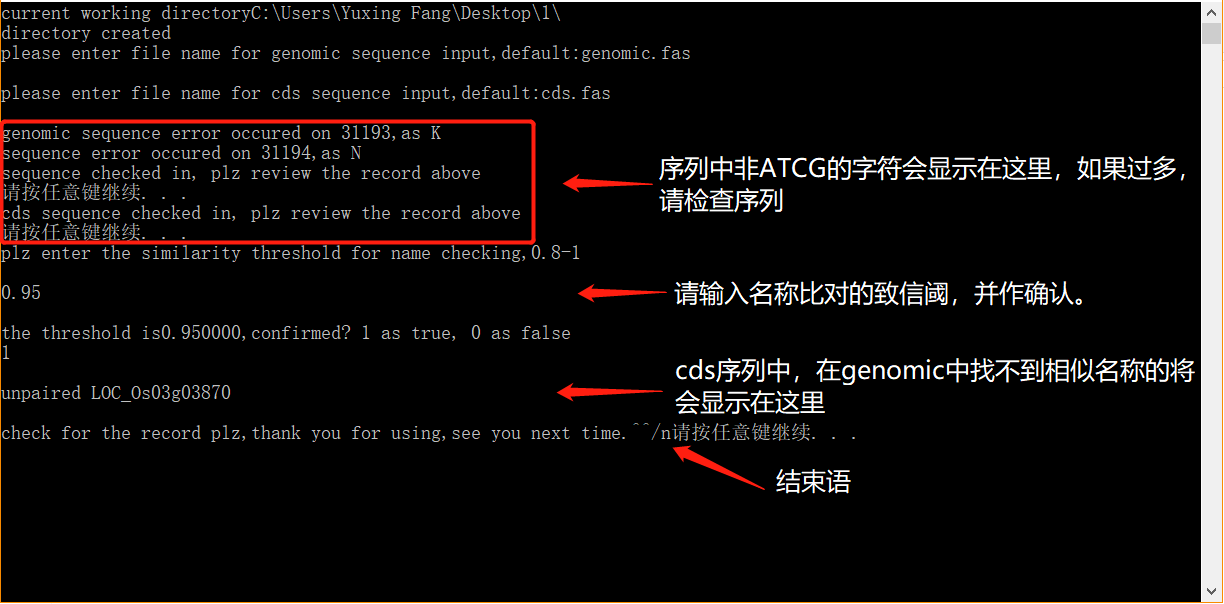 current working directoryC:\Users\Yuxing Fang\Desktop\1\
directory created
please enter file name for genomic sequence input,default:genomic.fas
please enter file name for cds sequence input,default:cds.fas
genomic sequence error occured on 31193,as K
sequence error occured on 31194,as N
sequence checked in, plz review the record above
请按任意键继续. . .
cds sequence checked in, plz review the record above
请按任意键继续. . .
序列中非ATCG的字符会显示在这里，如果过多，
请检查序列
plz enter the similarity threshold for name checking,0.8-1
0.95
请输入名称比对的致信阈，并作确认。
the threshold is0.950000,confirmed? 1 as true, 0 as false
1
unpaired LOC_Os03g03870
cds序列中，在genomic中找不到相似名称的将
会显示在这里
check for the record plz,thank you for using,see you next time.^^/n请按任意键继续. . .
结束语